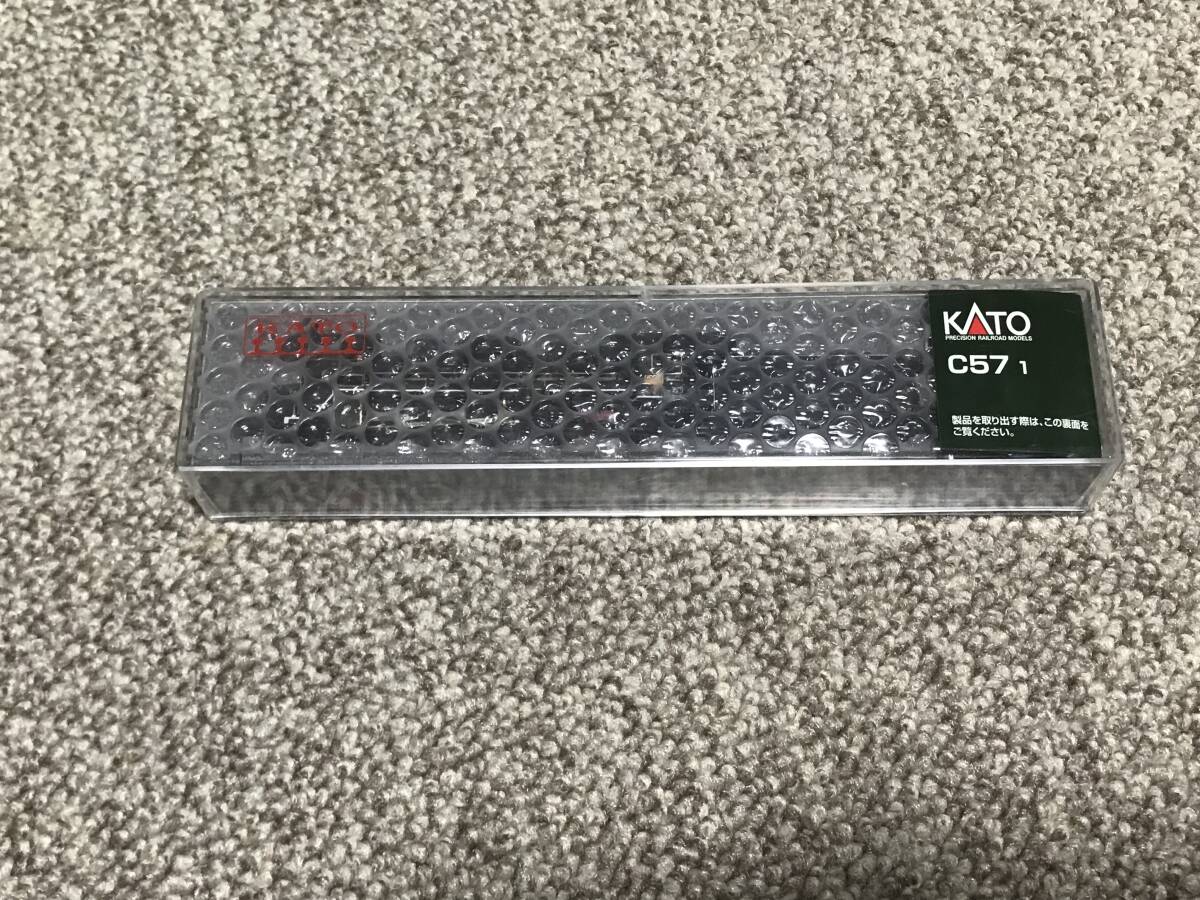 KATO
KATO
PRECISION RAILROAD MODELS
C57 1
製品を取り出す際は、この裏面を
ご覧ください。